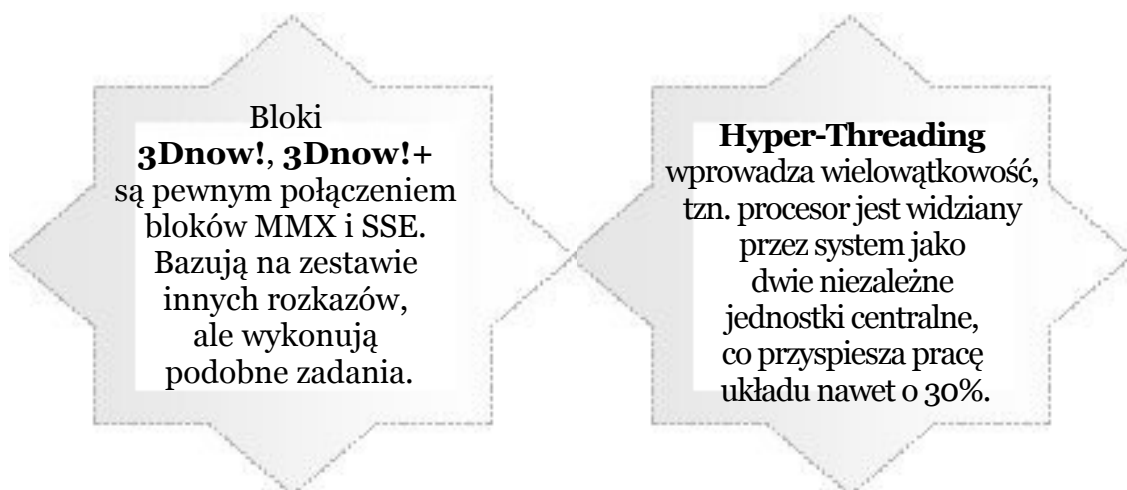 Bloki
3Dnow!, 3Dnow!+
są pewnym połączeniem
bloków MMX i SSE.
Bazują na zestawie
innych rozkazów,
ale wykonują
podobne zadania.
Hyper-Threading
wprowadza wielowątkowość,
tzn. procesor jest widziany
przez system jako
dwie niezależne
jednostki centralne,
co przyspiesza pracę
układu nawet o 30%.